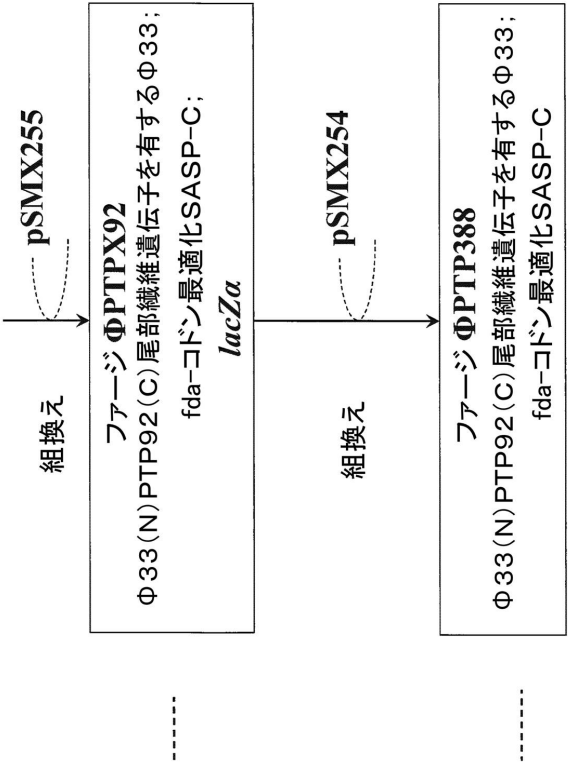 組換え
pSMX255
ファージ ΦPTPX92
Φ33(N)PTP92(C)尾部繊維遺伝子を有するΦ33;
fda-コドン最適化SASP-C;
lacZα
組換え
pSMX254
ファージ ΦPTP388
Φ33(N)PTP92(C)尾部繊維遺伝子を有するΦ33;
fda-コドン最適化SASP-C